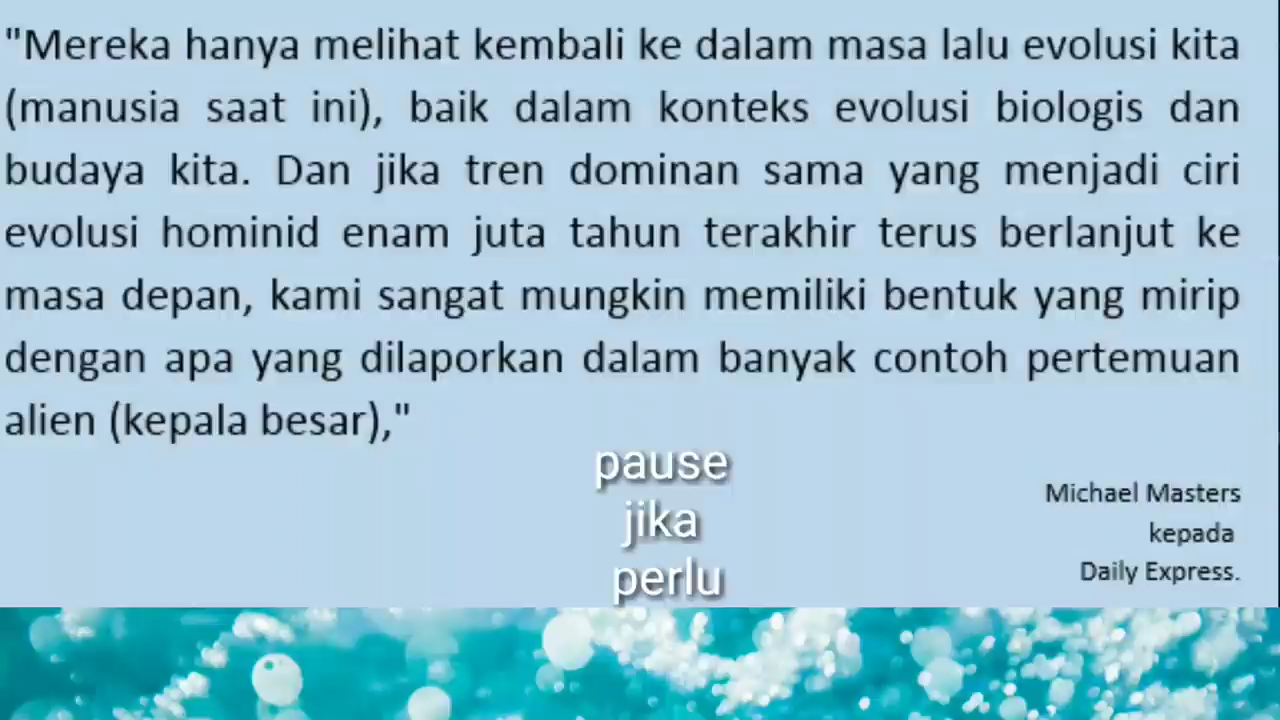 "Mereka hanya melihat kembali ke dalam masa lalu evolusi kita
(manusia saat ini), baik dalam konteks evolusi biologis dan
budaya kita. Dan jika tren dominan sama yang menjadi ciri
evolusi hominid enam juta tahun terakhir terus berlanjut ke
masa depan, kami sangat mungkin memiliki bentuk yang mirip
dengan apa yang dilaporkan dalam banyak contoh pertemuan
alien (kepala besar),"
pause
jika
perlu
Michael Masters
kepada
Daily Express.